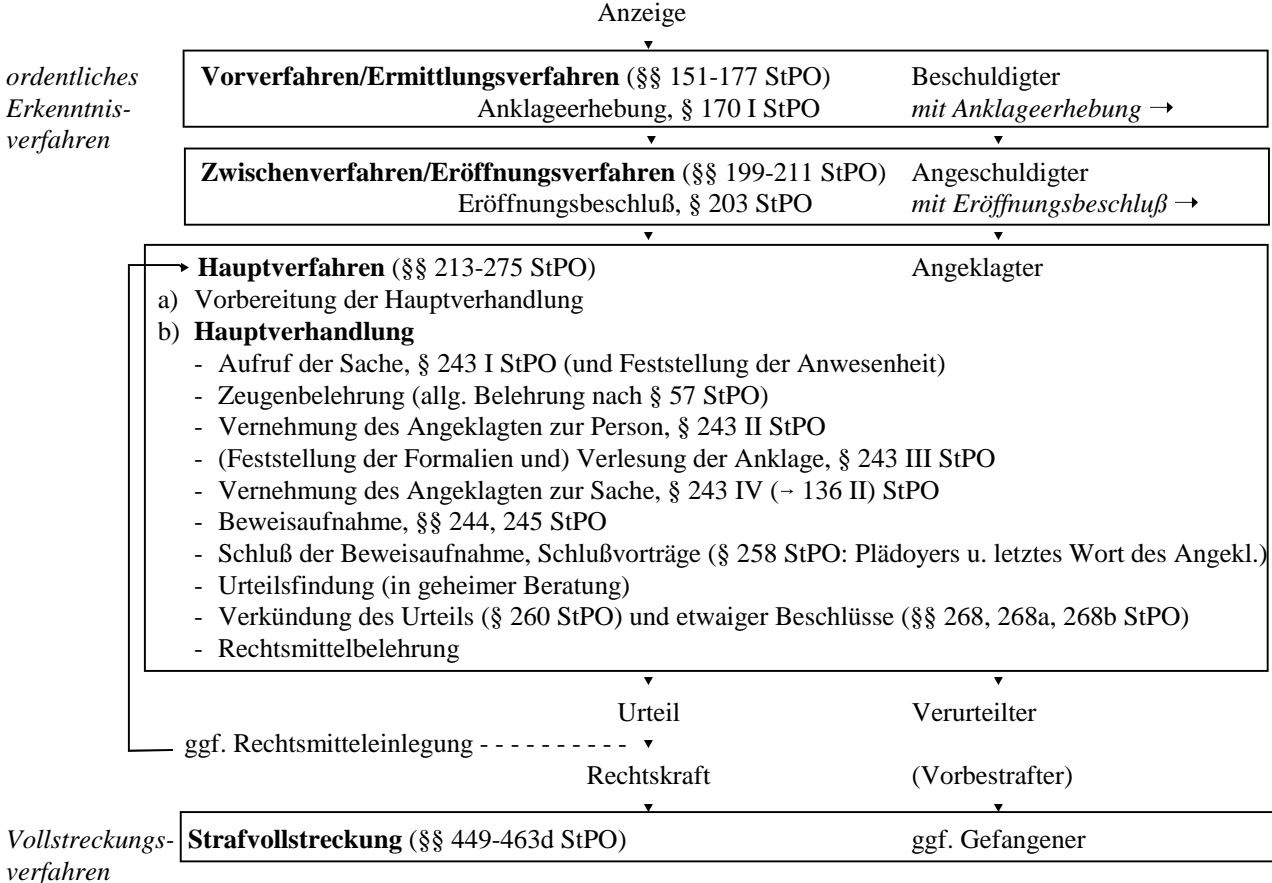 Anzeige
ordentliches
Erkenntnis-
verfahren
Vorverfahren/Ermittlungsverfahren (§§ 151-177 StPO) Beschuldigter
Anklageerhebung, § 170 I StPO mit Anklageerhebung →
Zwischenverfahren/Eröffnungsverfahren (§§ 199-211 StPO) Angeschuldigter
Eröffnungsbeschluß, § 203 StPO mit Eröffnungsbeschluß →
Hauptverfahren (§§ 213-275 StPO) Angeklagter
a) Vorbereitung der Hauptverhandlung
b) Hauptverhandlung
- Aufruf der Sache, § 243 I StPO (und Feststellung der Anwesenheit)
- Zeugenbelehrung (allg. Belehrung nach § 57 StPO)
- Vernehmung des Angeklagten zur Person, § 243 II StPO
- (Feststellung der Formalien und) Verlesung der Anklage, § 243 III StPO
- Vernehmung des Angeklagten zur Sache, § 243 IV (→ 136 II) StPO
- Beweisaufnahme, §§ 244, 245 StPO
- Schluß der Beweisaufnahme, Schlußvorträge (§ 258 StPO: Plädoyers u. letztes Wort des Angekl.)
- Urteilsfindung (in geheimer Beratung)
- Verkündung des Urteils (§ 260 StPO) und etwaiger Beschlüsse (§§ 268, 268a, 268b StPO)
- Rechtsmittelbelehrung
Urteil Verurteilter
ggf. Rechtsmitteleinlegung - - - - - - - - - -
Rechtskraft (Vorbestrafter)
Vollstreckungs-
verfahren
Strafvollstreckung (§§ 449-463d StPO) ggf. Gefangener